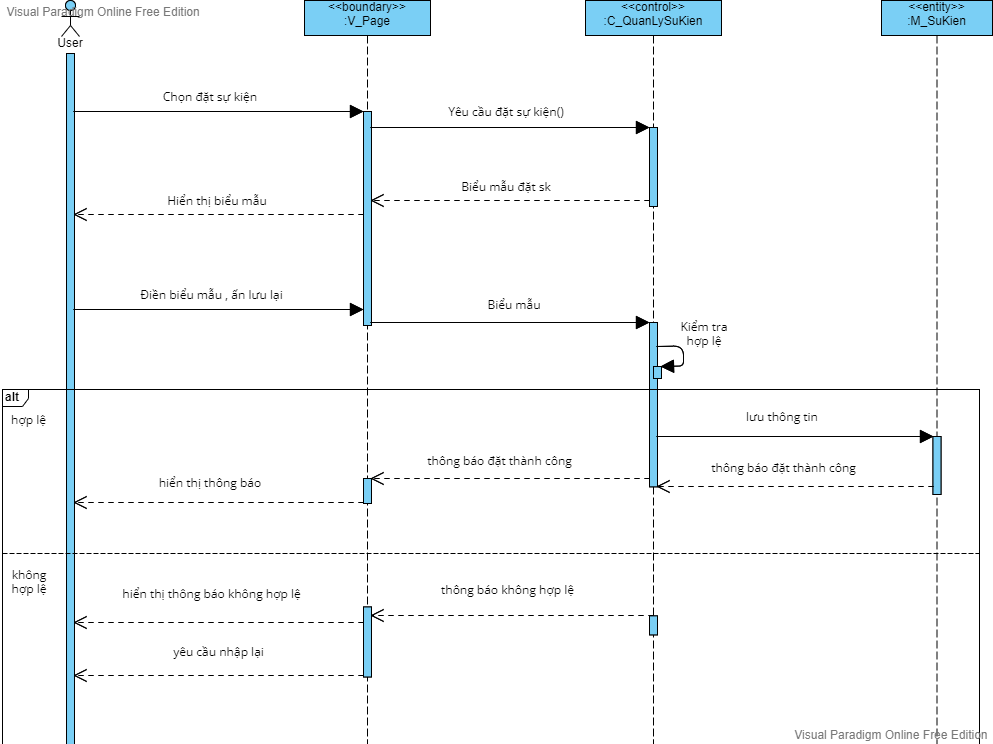 Visual Paradigm Online Free Edition
User
<<boundary>>
:V_Page
<<control>>
:C_QuanLySuKien
<<entity>>
:M_SuKien
Chọn đặt sự kiện
Yêu cầu đặt sự kiện()
Biểu mẫu đặt sk
Hiển thị biểu mẫu
Điền biểu mẫu , ấn lưu lại
Biểu mẫu
Kiểm tra
hợp lệ
alt
hợp lệ
lưu thông tin
thông báo đặt thành công
thông báo đặt thành công
hiển thị thông báo
không
hợp lệ
thông báo không hợp lệ
hiển thị thông báo không hợp lệ
yêu cầu nhập lại
Visual Paradigm Online Free Edition